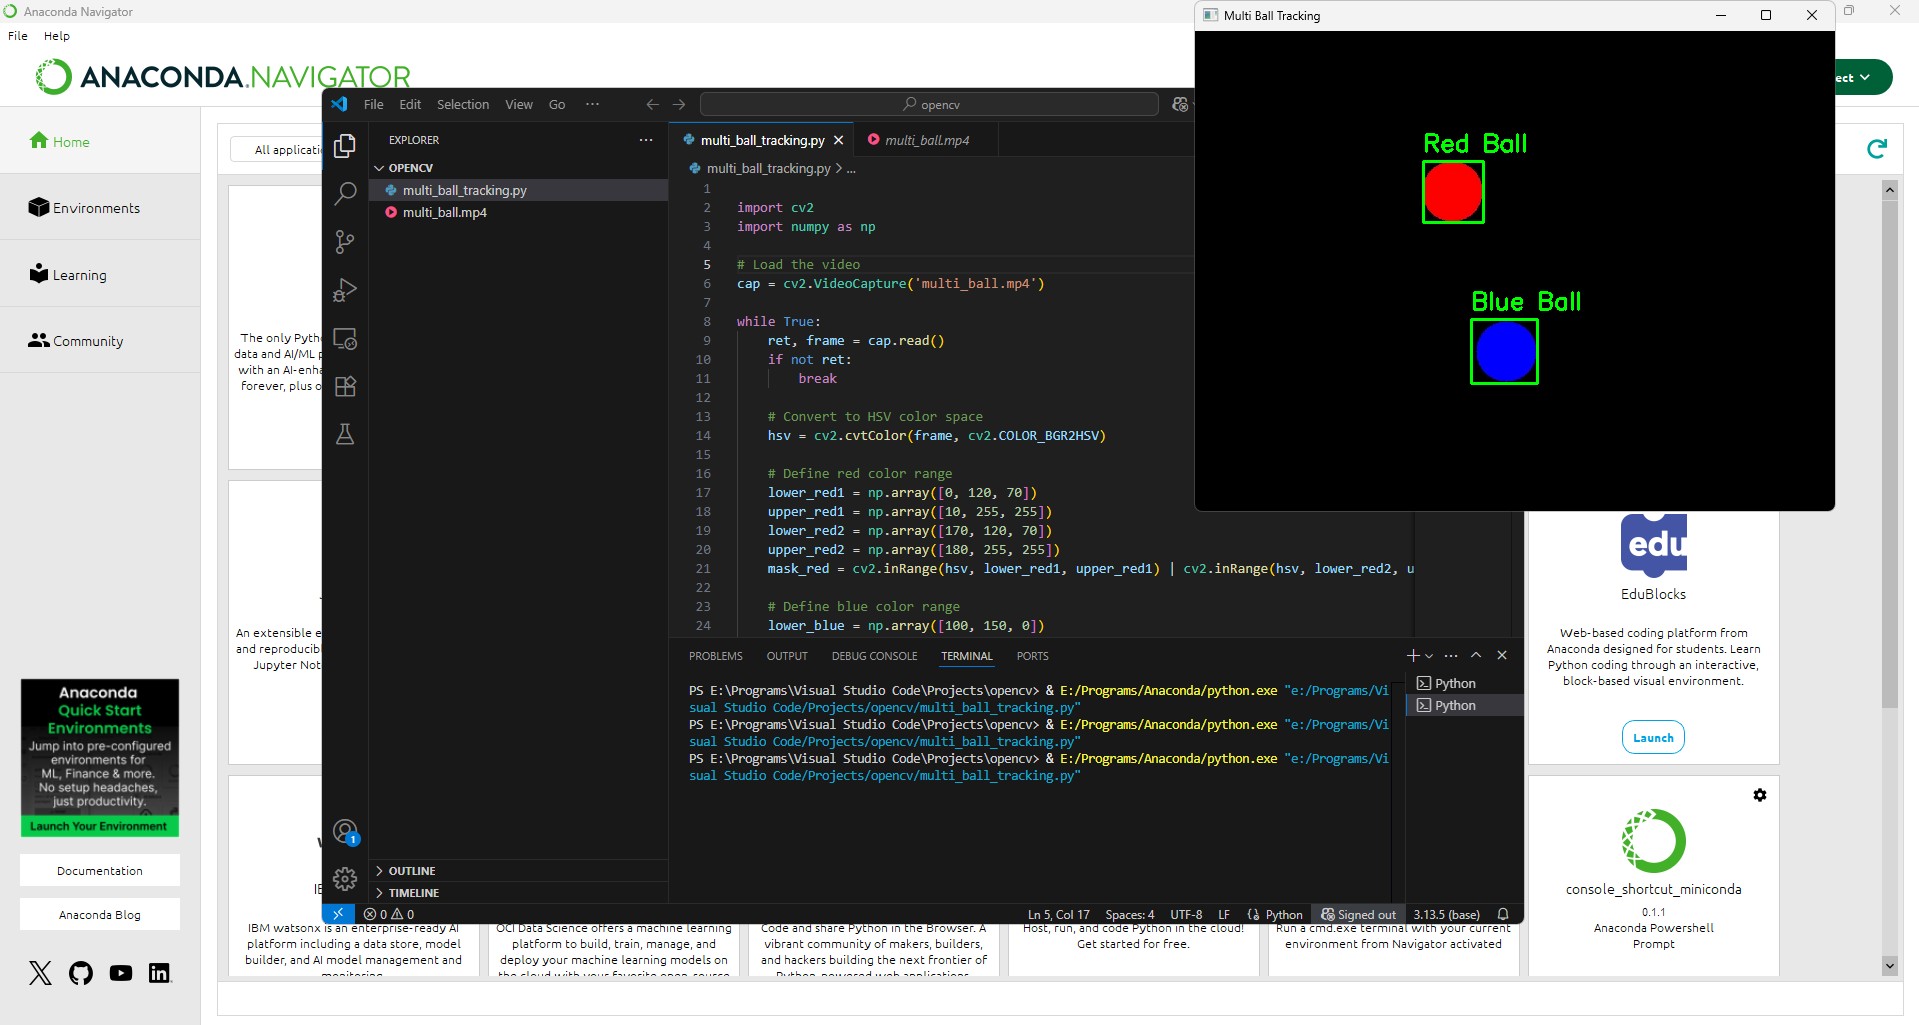 Anaconda Navigator
File Help
ANACONDA.NAVIGATOR
Home
Environments
Learning
Community
Anaconda
Quick Start
Environments
Jump into pre-configured
environments for
ML, Finance & more.
No setup headaches,
just productivity.
Launch Your Environment
Documentation
Anaconda Blog
All
The only
data and AI/ML
with an
forever, plus
An extensible
and
Jupyter
IBM watsonx is an enterprise-ready AI
platform including a data store, model
builder, and AI model management and
monitoring
OCI Data Science offers a machine learning
platform to build, train, manage, and
deploy your machine learning models on
the cloud with your favorite open-source
Code and share Python in the Browser. A
vibrant community of makers, builders,
and hackers building the next frontier of
Python-powered web applications.
Host, run, and code Python in the cloud!
Get started for free.
Run a cmd.exe terminal with your current
environment from Navigator activated
File Edit Selection View Go ···
opencv
EXPLORER ···
OPENCV
multi_ball_tracking.py
multi_ball.mp4
OUTLINE
TIMELINE
multi_ball_tracking.py multi_ball.mp4
multi_ball_tracking.py > ...
1
2 import cv2
3 import numpy as np
4
5 # Load the video
6 cap = cv2.VideoCapture('multi_ball.mp4')
7
8 while True:
9 ret, frame = cap.read()
10 if not ret:
11 break
12
13 # Convert to HSV color space
14 hsv = cv2.cvtColor(frame, cv2.COLOR_BGR2HSV)
15
16 # Define red color range
17 lower_red1 = np.array([0, 120, 70])
18 upper_red1 = np.array([10, 255, 255])
19 lower_red2 = np.array([170, 120, 70])
20 upper_red2 = np.array([180, 255, 255])
21 mask_red = cv2.inRange(hsv, lower_red1, upper_red1) | cv2.inRange(hsv, lower_red2, u
22
23 # Define blue color range
24 lower_blue = np.array([100, 150, 0])
PROBLEMS OUTPUT DEBUG CONSOLE TERMINAL PORTS
PS E:\Programs\Visual Studio Code\Projects\opencv> & E:/Programs/Anaconda/python.exe "e:/Programs/Vi
sual Studio Code/Projects/opencv/multi_ball_tracking.py"
PS E:\Programs\Visual Studio Code\Projects\opencv> & E:/Programs/Anaconda/python.exe "e:/Programs/Vi
sual Studio Code/Projects/opencv/multi_ball_tracking.py"
PS E:\Programs\Visual Studio Code\Projects\opencv> & E:/Programs/Anaconda/python.exe "e:/Programs/Vi
sual Studio Code/Projects/opencv/multi_ball_tracking.py"
Python
Python
1
0 0
Ln 5, Col 17 Spaces: 4 UTF-8 LF Python Signed out 3.13.5 (base)
Multi Ball Tracking
Red Ball
Blue Ball
edu
EduBlocks
Web-based coding platform from
Anaconda designed for students. Learn
Python coding through an interactive,
block-based visual environment.
Launch
console_shortcut_miniconda
0.1.1
Anaconda Powershell
Prompt